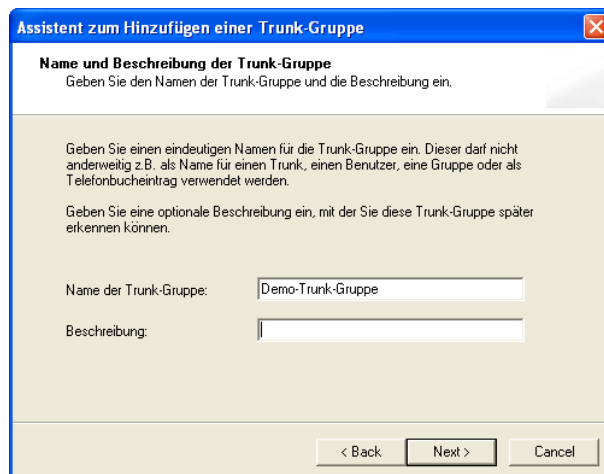 Assistent zum Hinzufügen einer Trunk-Gruppe
Name und Beschreibung der Trunk-Gruppe
Geben Sie den Namen der Trunk-Gruppe und die Beschreibung ein.
Geben Sie einen eindeutigen Namen für die Trunk-Gruppe ein. Dieser darf nicht
anderweitig z.B. als Name für einen Trunk, einen Benutzer, eine Gruppe oder als
Telefonbucheintrag verwendet werden.
Geben Sie eine optionale Beschreibung ein, mit der Sie diese Trunk-Gruppe später
erkennen können.
Name der Trunk-Gruppe: Demo-Trunk-Gruppe
Beschreibung:
< Back Next > Cancel